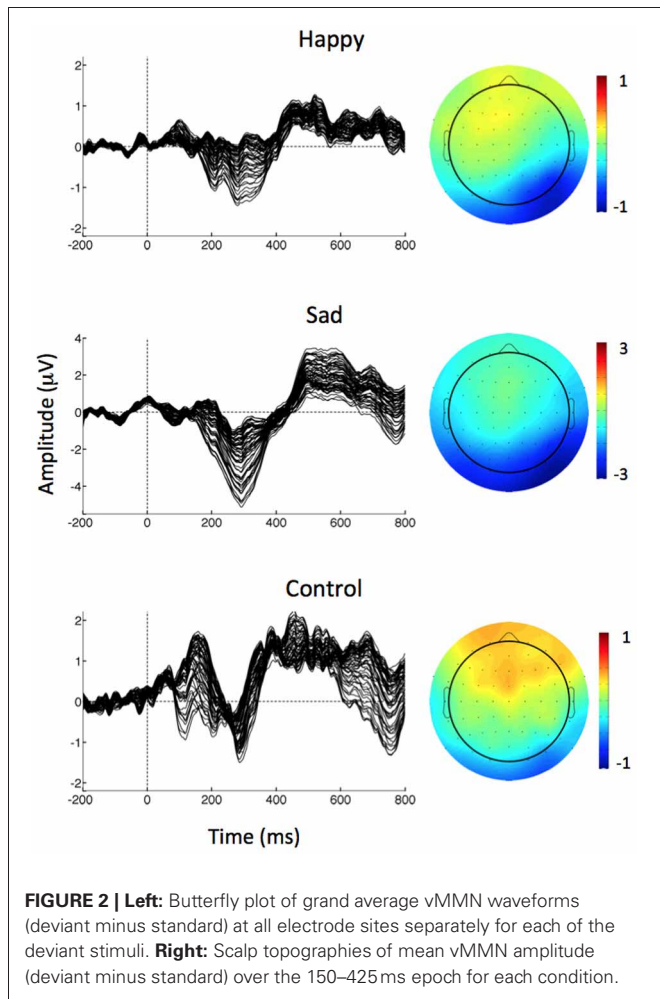 Happy
2
1
0
-1
-2
-200 0 200 400 600 800
1
-1
Sad
4
2
0
-2
-4
-200 0 200 400 600 800
3
-3
Amplitude (µV)
Control
2
1
0
-1
-2
-200 0 200 400 600 800
1
-1
Time (ms)
FIGURE 2 | Left: Butterfly plot of grand average vMMN waveforms
(deviant minus standard) at all electrode sites separately for each of the
deviant stimuli. Right: Scalp topographies of mean vMMN amplitude
(deviant minus standard) over the 150–425 ms epoch for each condition.